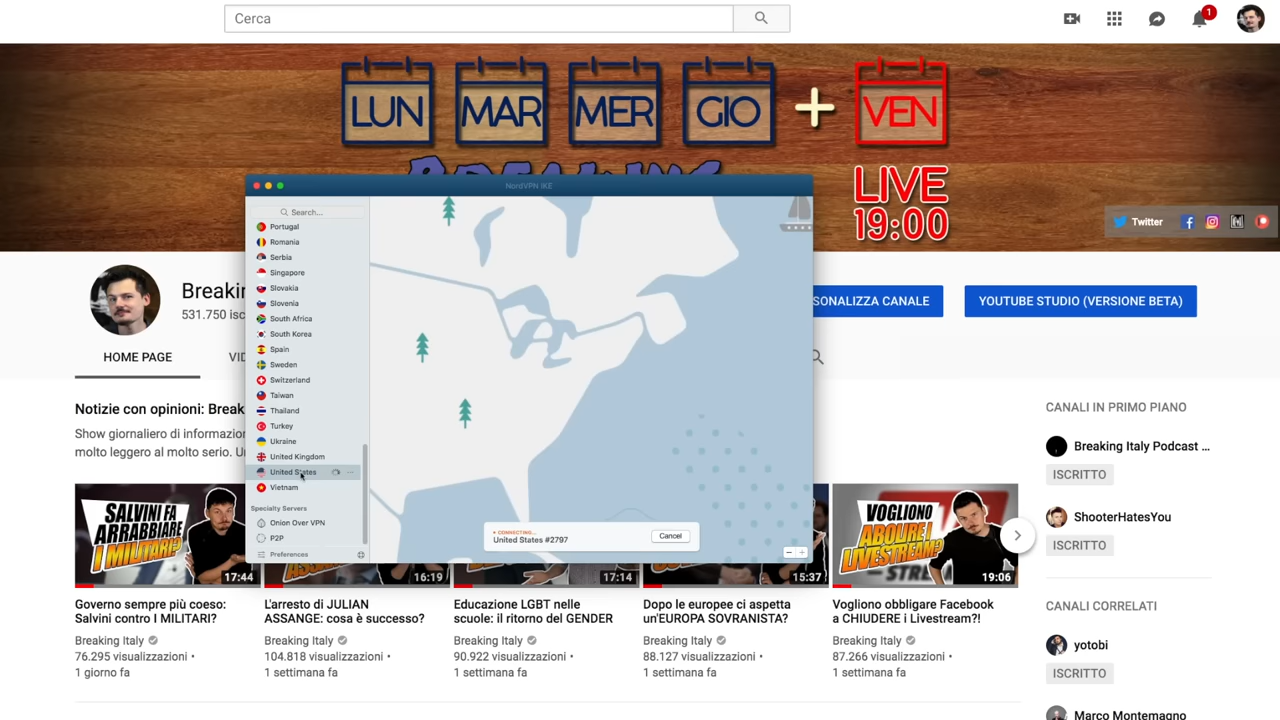 Cerca
1
LUN MAR MER GIO + VEN
LIVE
19:00
Twitter
NordVPN IKE
Search...
Portugal
Romania
Serbia
Singapore
Slovakia
Slovenia
South Africa
South Korea
Spain
Sweden
Switzerland
Taiwan
Thailand
Turkey
Ukraine
United Kingdom
United States
Vietnam
Specialty Servers
Onion Over VPN
P2P
Preferences
CONNECTING...
United States #2797
Cancel
531.750
SONALIZZA CANALE
YOUTUBE STUDIO (VERSIONE BETA)
HOME PAGE
Notizie con opinioni:
Show giornaliero di
molto leggero al molto serio.
CANALI IN PRIMO PIANO
Breaking Italy Podcast ...
ISCRITTO
ShooterHatesYou
ISCRITTO
CANALI CORRELATI
yotobi
ISCRITTO
Marco Montemagno
SALVINI FA
ARRABBIARE
I MILITARI?
17:44
16:19
17:14
15:37
VOGLIONO
ABOLIRE I
LIVESTREAM?!
19:06
Governo sempre più coeso:
Salvini contro I MILITARI?
Breaking Italy
76.295 visualizzazioni •
1 giorno fa
L'arresto di JULIAN
ASSANGE: cosa è successo?
Breaking Italy
104.818 visualizzazioni •
1 settimana fa
Educazione LGBT nelle
scuole: il ritorno del GENDER
Breaking Italy
90.922 visualizzazioni •
1 settimana fa
Dopo le europee ci aspetta
un'EUROPA SOVRANISTA?
Breaking Italy
88.127 visualizzazioni •
1 settimana fa
Vogliono obbligare Facebook
a CHIUDERE i Livestream?!
Breaking Italy
87.266 visualizzazioni •
1 settimana fa